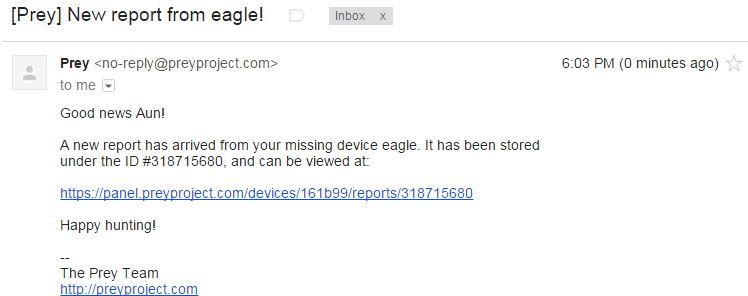 [Prey] New report from eagle!
Inbox x
Prey <no-reply@preyproject.com>
6:03 PM (0 minutes ago)
to me
Good news Aun!
A new report has arrived from your missing device eagle. It has been stored
under the ID #318715680, and can be viewed at:
https://panel.preyproject.com/devices/161b99/reports/318715680
Happy hunting!
--
The Prey Team
http://preyproject.com